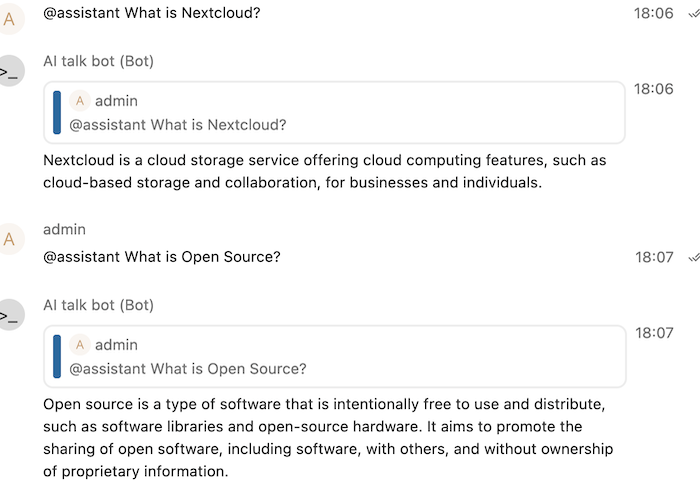 A
@assistant What is Nextcloud?
18:06
>_
AI talk bot (Bot)
18:06
A admin
@assistant What is Nextcloud?
Nextcloud is a cloud storage service offering cloud computing features, such as
cloud-based storage and collaboration, for businesses and individuals.
admin
A
@assistant What is Open Source?
18:07
>_
AI talk bot (Bot)
18:07
A admin
@assistant What is Open Source?
Open source is a type of software that is intentionally free to use and distribute,
such as software libraries and open-source hardware. It aims to promote the
sharing of open software, including software, with others, and without ownership
of proprietary information.